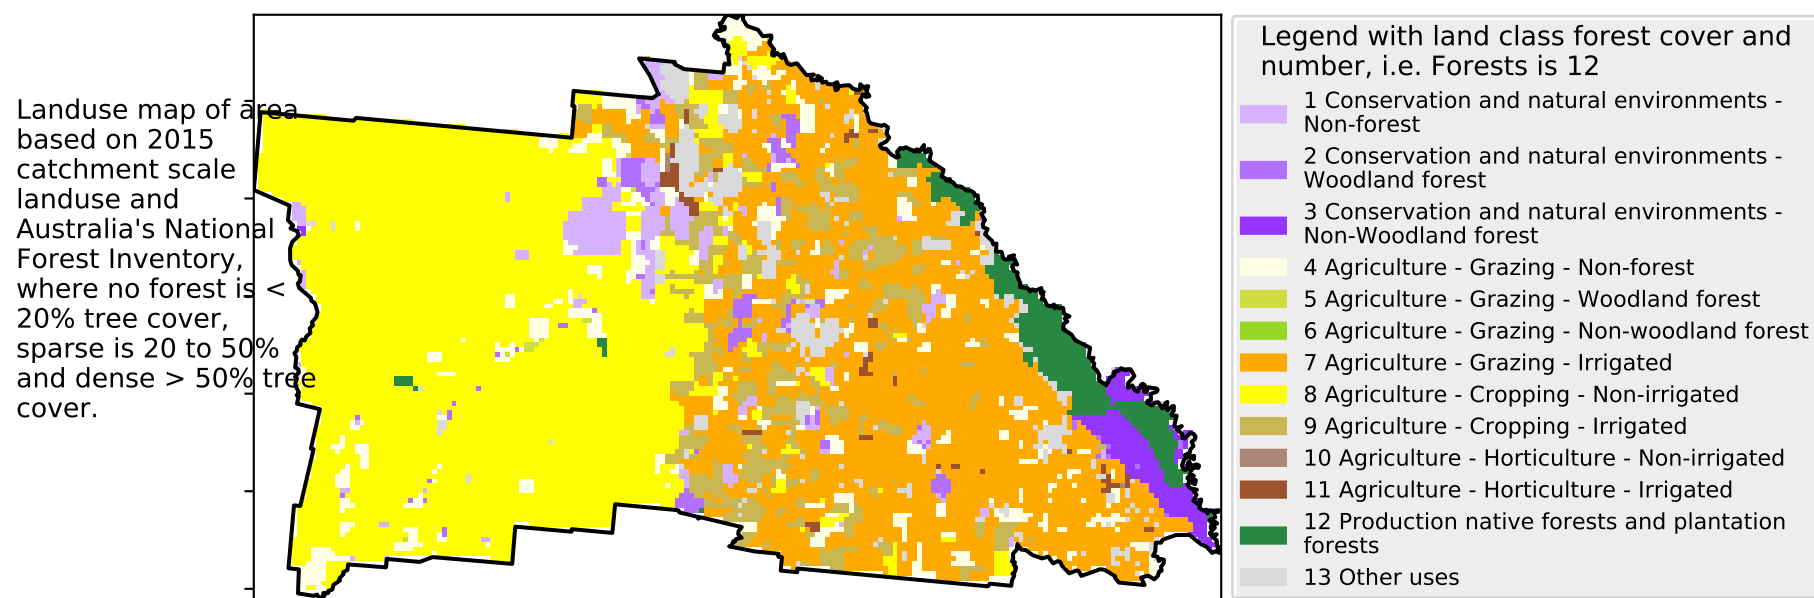 Landuse map of area
based on 2015
catchment scale
landuse and
Australia's National
Forest Inventory,
where no forest is <
20% tree cover,
sparse is 20 to 50%
and dense > 50% tree
cover.
Legend with land class forest cover and
number, i.e. Forests is 12
1 Conservation and natural environments -
Non-forest
2 Conservation and natural environments -
Woodland forest
3 Conservation and natural environments -
Non-Woodland forest
4 Agriculture - Grazing - Non-forest
5 Agriculture - Grazing - Woodland forest
6 Agriculture - Grazing - Non-woodland forest
7 Agriculture - Grazing - Irrigated
8 Agriculture - Cropping - Non-irrigated
9 Agriculture - Cropping - Irrigated
10 Agriculture - Horticulture - Non-irrigated
11 Agriculture - Horticulture - Irrigated
12 Production native forests and plantation
forests
13 Other uses